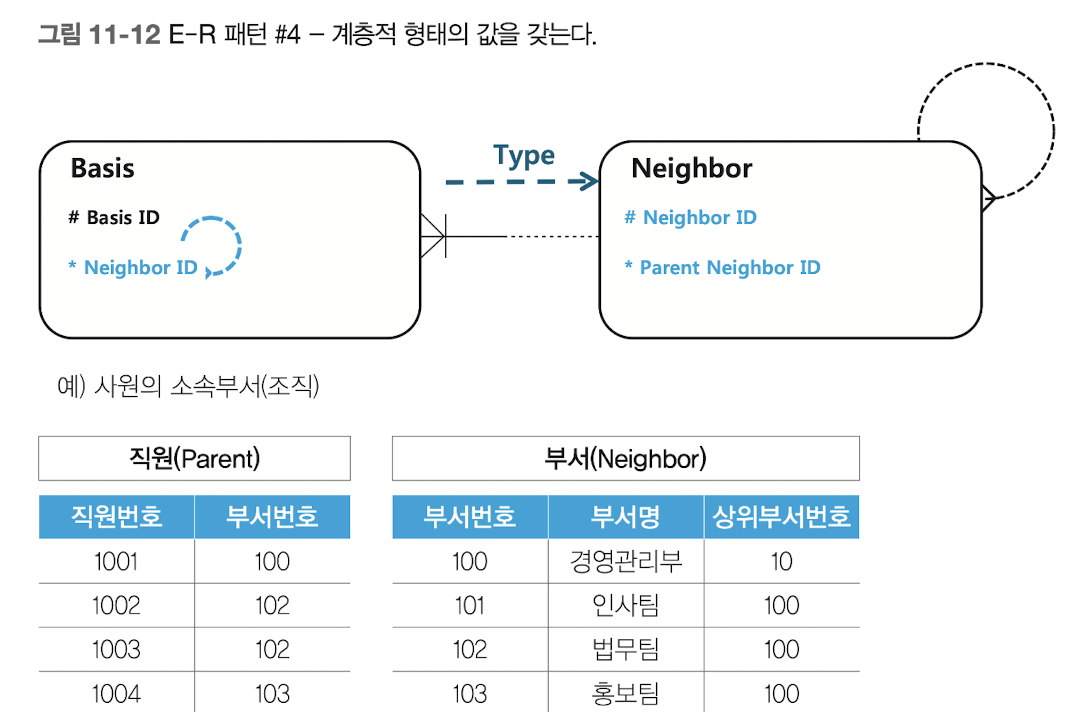 그림 11-12 E-R 패턴 #4 – 계층적 형태의 값을 갖는다.
Type
Basis
# Basis ID
* Neighbor ID
Neighbor
# Neighbor ID
* Parent Neighbor ID
예) 사원의 소속부서(조직)
직원(Parent)
직원번호 부서번호
1001 100
1002 102
1003 102
1004 103
부서(Neighbor)
부서번호 부서명 상위부서번호
100 경영관리부 10
101 인사팀 100
102 법무팀 100
103 홍보팀 100